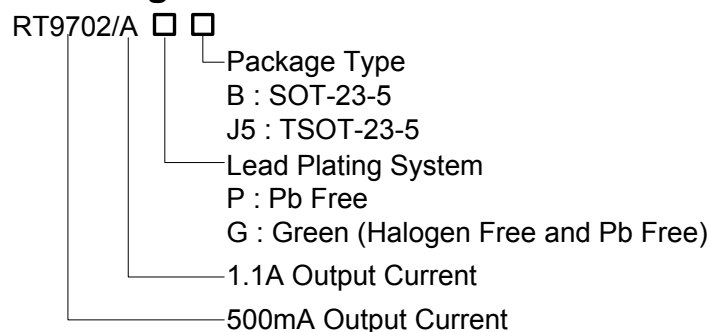 RT9702/A
Package Type
B : SOT-23-5
J5 : TSOT-23-5
Lead Plating System
P : Pb Free
G : Green (Halogen Free and Pb Free)
1.1A Output Current
500mA Output Current